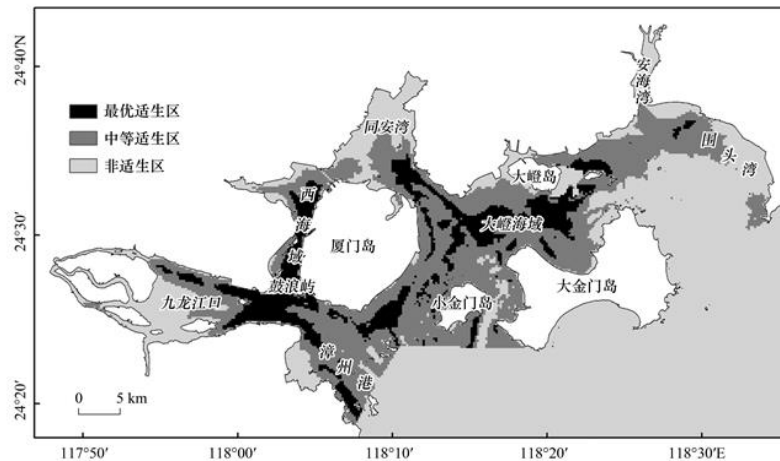 24°40′
24°30′
24°20′
最优适生区
中等适生区
非适生区
安海湾
同安湾
围头湾
大嶝岛
西海域
大嶝海域
厦门岛
鼓浪屿
九龙江口
小金门岛
大金门岛
漳州港
0 5 km
117°50′ 118°00′ 118°10′ 118°20′ 118°30′E